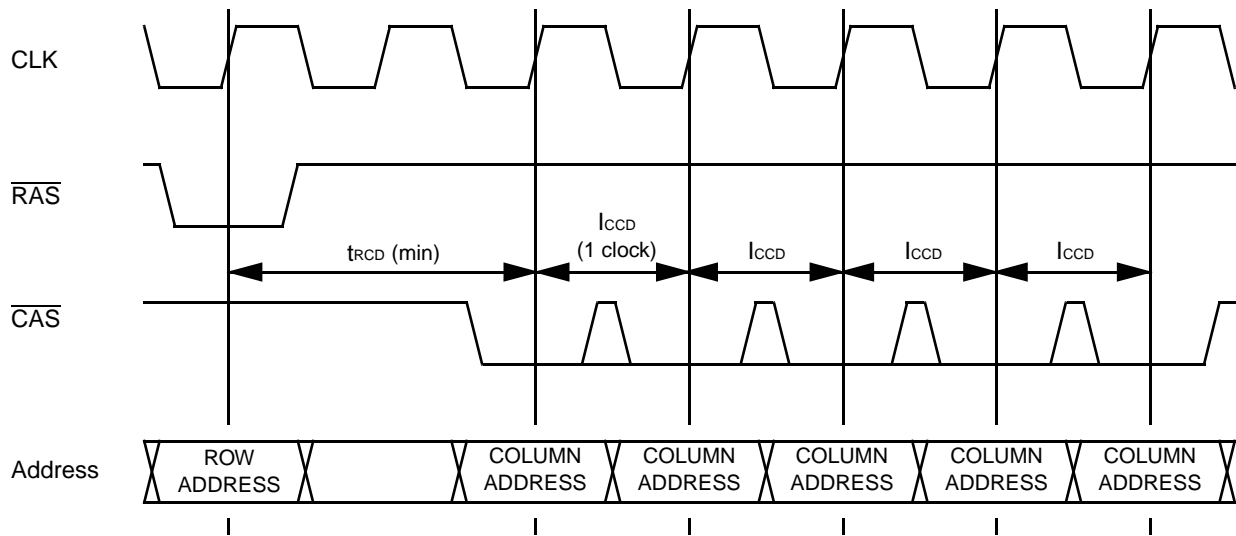 CLK
RAS
tRCD (min)
ICCD
(1 clock)
ICCD
ICCD
ICCD
CAS
Address
ROW
ADDRESS
COLUMN
ADDRESS
COLUMN
ADDRESS
COLUMN
ADDRESS
COLUMN
ADDRESS
COLUMN
ADDRESS